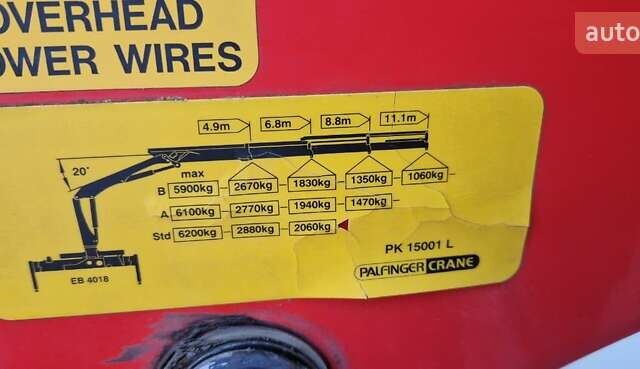 OVERHEAD
POWER WIRES
auto
4.9m 6.8m 8.8m 11.1m
20°
max
B 5900kg 2670kg 1830kg 1350kg 1060kg
A 6100kg 2770kg 1940kg 1470kg
Std 6200kg 2880kg 2060kg
PK 15001 L
EB 4018
PALFINGER CRANE